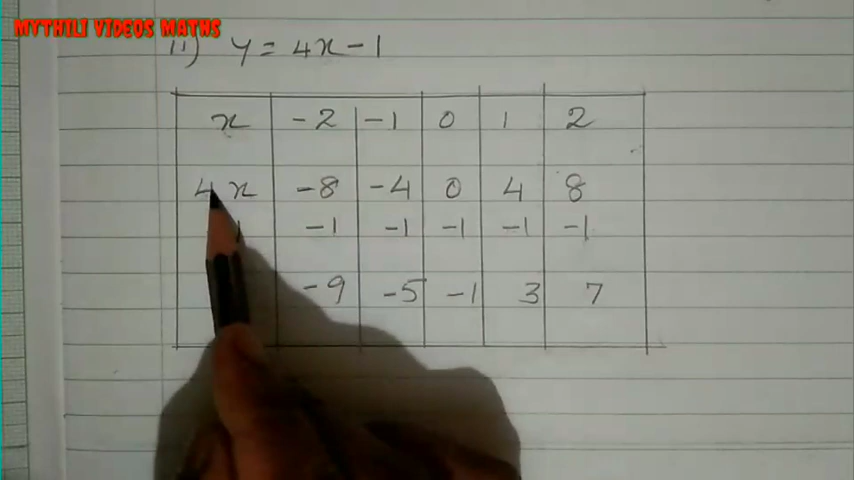 MYTHILI VIDEOS MATHS
ii) y = 4x - 1
x -2 -1 0 1 2
4x -8 -4 0 4 8
-1 -1 -1 -1 -1
-9 -5 -1 3 7